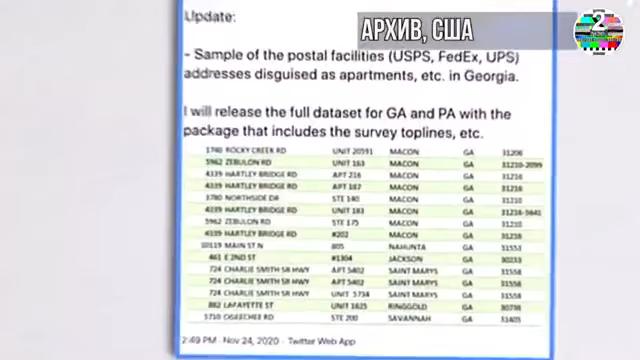 АРХИВ, США
2
Update:
- Sample of the postal facilities (USPS, FedEx, UPS)
addresses disguised as apartments, etc. in Georgia.
I will release the full dataset for GA and PA with the
package that includes the survey toplines, etc.
1760 ROCKY CREEK RD UNIT 20591 MACON GA 31206
5962 ZEBULON RD UNIT 163 MACON GA 31210-2099
4339 HARTLEY BRIDGE RD APT 216 MACON GA 31216
4339 HARTLEY BRIDGE RD APT 187 MACON GA 31216
3780 NORTHSIDE DR STE 140 MACON GA 31210
4339 HARTLEY BRIDGE RD UNIT 183 MACON GA 31216-5641
5962 ZEBULON RD STE 175 MACON GA 31210
4339 HARTLEY BRIDGE RD #202 MACON GA 31216
10119 MAIN ST N 805 NAHUNTA GA 31553
461 E 2ND ST #1304 JACKSON GA 30233
724 CHARLIE SMITH SR HWY APT 5402 SAINT MARYS GA 31558
724 CHARLIE SMITH SR HWY APT 5402 SAINT MARYS GA 31558
724 CHARLIE SMITH SR HWY UNIT 5734 SAINT MARYS GA 31558
882 LAFAYETTE ST UNIT 1625 RINGGOLD GA 30736
5710 OGEECHEE RD STE 200 SAVANNAH GA 31405
2:49 PM · Nov 24, 2020 · Twitter Web App